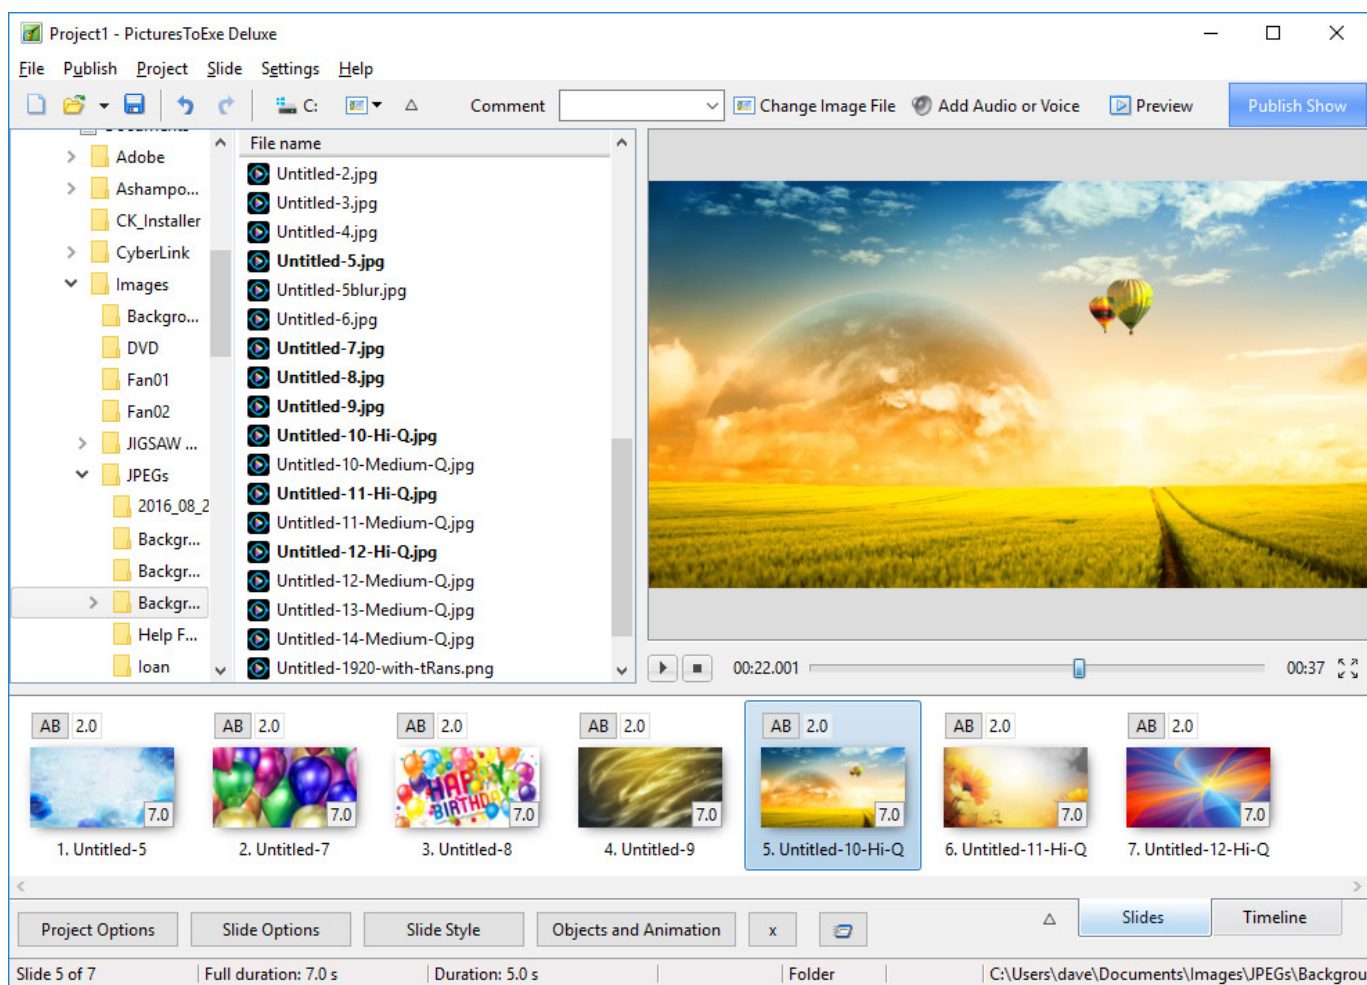 Project1 - PicturesToExe Deluxe
File Publish Project Slide Settings Help
C: Comment Change Image File Add Audio or Voice Preview Publish Show
Adobe
Ashampo...
CK_Installer
CyberLink
Images
Backgro...
DVD
Fan01
Fan02
JIGSAW ...
JPEGs
2016_08_2
Backgr...
Backgr...
Backgr...
Help F...
Ioan
File name
Untitled-2.jpg
Untitled-3.jpg
Untitled-4.jpg
Untitled-5.jpg
Untitled-5blur.jpg
Untitled-6.jpg
Untitled-7.jpg
Untitled-8.jpg
Untitled-9.jpg
Untitled-10-Hi-Q.jpg
Untitled-10-Medium-Q.jpg
Untitled-11-Hi-Q.jpg
Untitled-11-Medium-Q.jpg
Untitled-12-Hi-Q.jpg
Untitled-12-Medium-Q.jpg
Untitled-13-Medium-Q.jpg
Untitled-14-Medium-Q.jpg
Untitled-1920-with-tRans.png
00:22.001 00:37
AB 2.0 AB 2.0 AB 2.0 AB 2.0 AB 2.0 AB 2.0 AB 2.0
HAPPY
BIRTHDAY
7.0 7.0 7.0 7.0 7.0 7.0 7.0
1. Untitled-5 2. Untitled-7 3. Untitled-8 4. Untitled-9 5. Untitled-10-Hi-Q 6. Untitled-11-Hi-Q 7. Untitled-12-Hi-Q
Project Options Slide Options Slide Style Objects and Animation x Slides Timeline
Slide 5 of 7 Full duration: 7.0 s Duration: 5.0 s Folder C:\Users\dave\Documents\Images\JPEGs\Backgrou